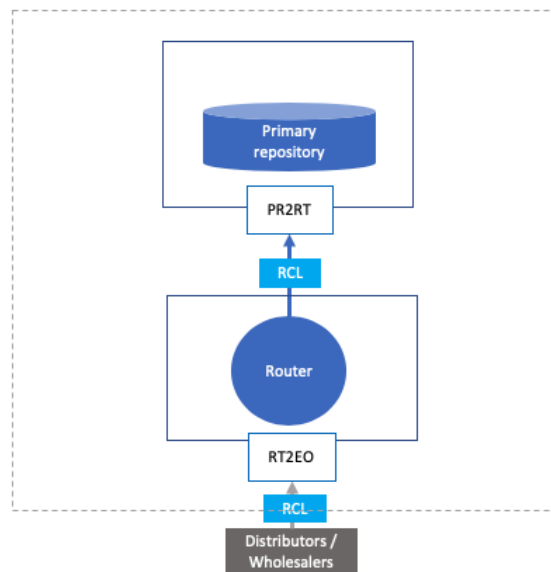 Primary
repository
PR2RT
RCL
Router
RT2EO
RCL
Distributors /
Wholesalers